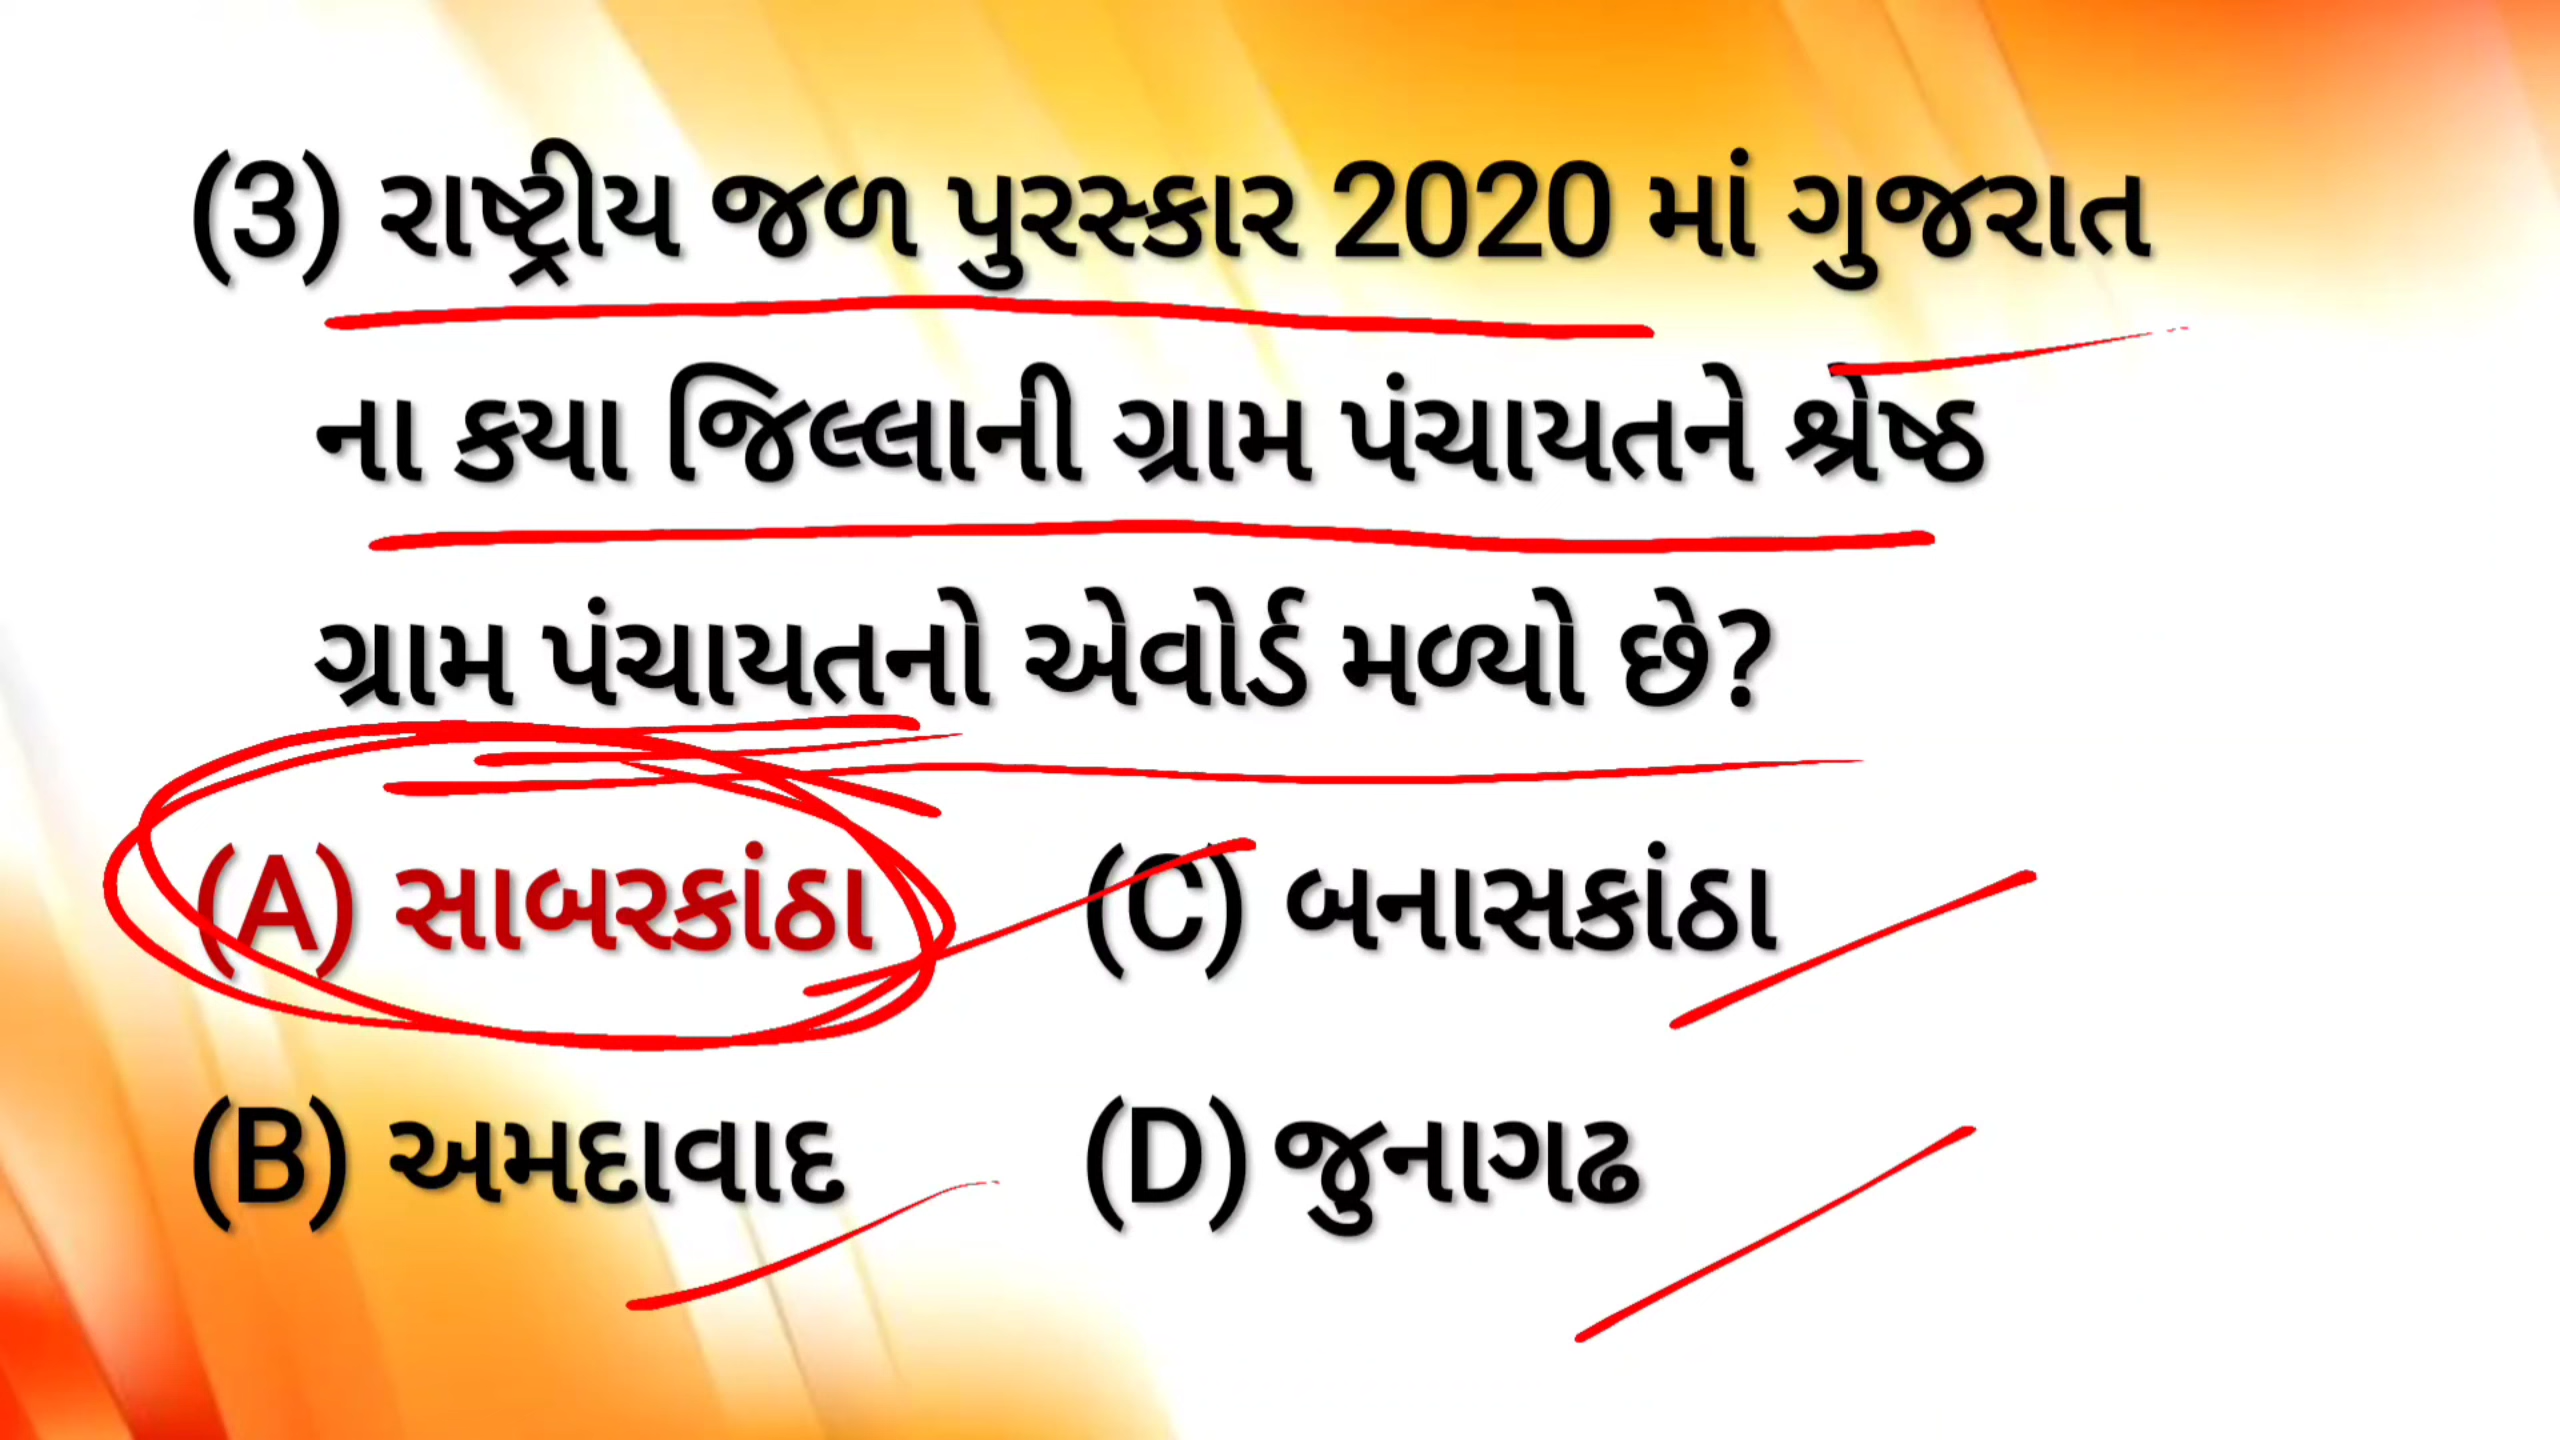 (3) રાષ્ટ્રીય જળ પુરસ્કાર 2020 માં ગુજરાત
ના કયા જિલ્લાની ગ્રામ પંચાયતને શ્રેષ્ઠ
ગ્રામ પંચાયતનો એવોર્ડ મળ્યો છે?
(A) સાબરકાંઠા (C) બનાસકાંઠા
(B) અમદાવાદ (D) જુનાગઢ